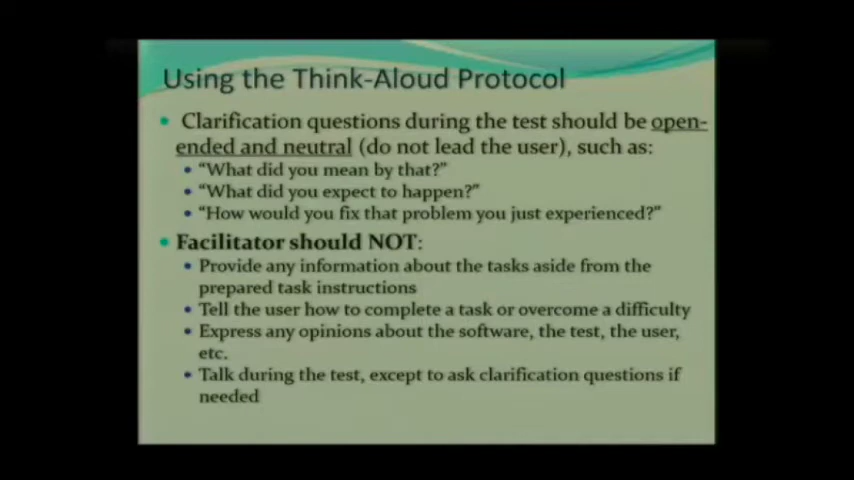 Using the Think-Aloud Protocol
• Clarification questions during the test should be open-
ended and neutral (do not lead the user), such as:
• “What did you mean by that?”
• “What did you expect to happen?”
• “How would you fix that problem you just experienced?”
• Facilitator should NOT:
• Provide any information about the tasks aside from the
prepared task instructions
• Tell the user how to complete a task or overcome a difficulty
• Express any opinions about the software, the test, the user,
etc.
• Talk during the test, except to ask clarification questions if
needed